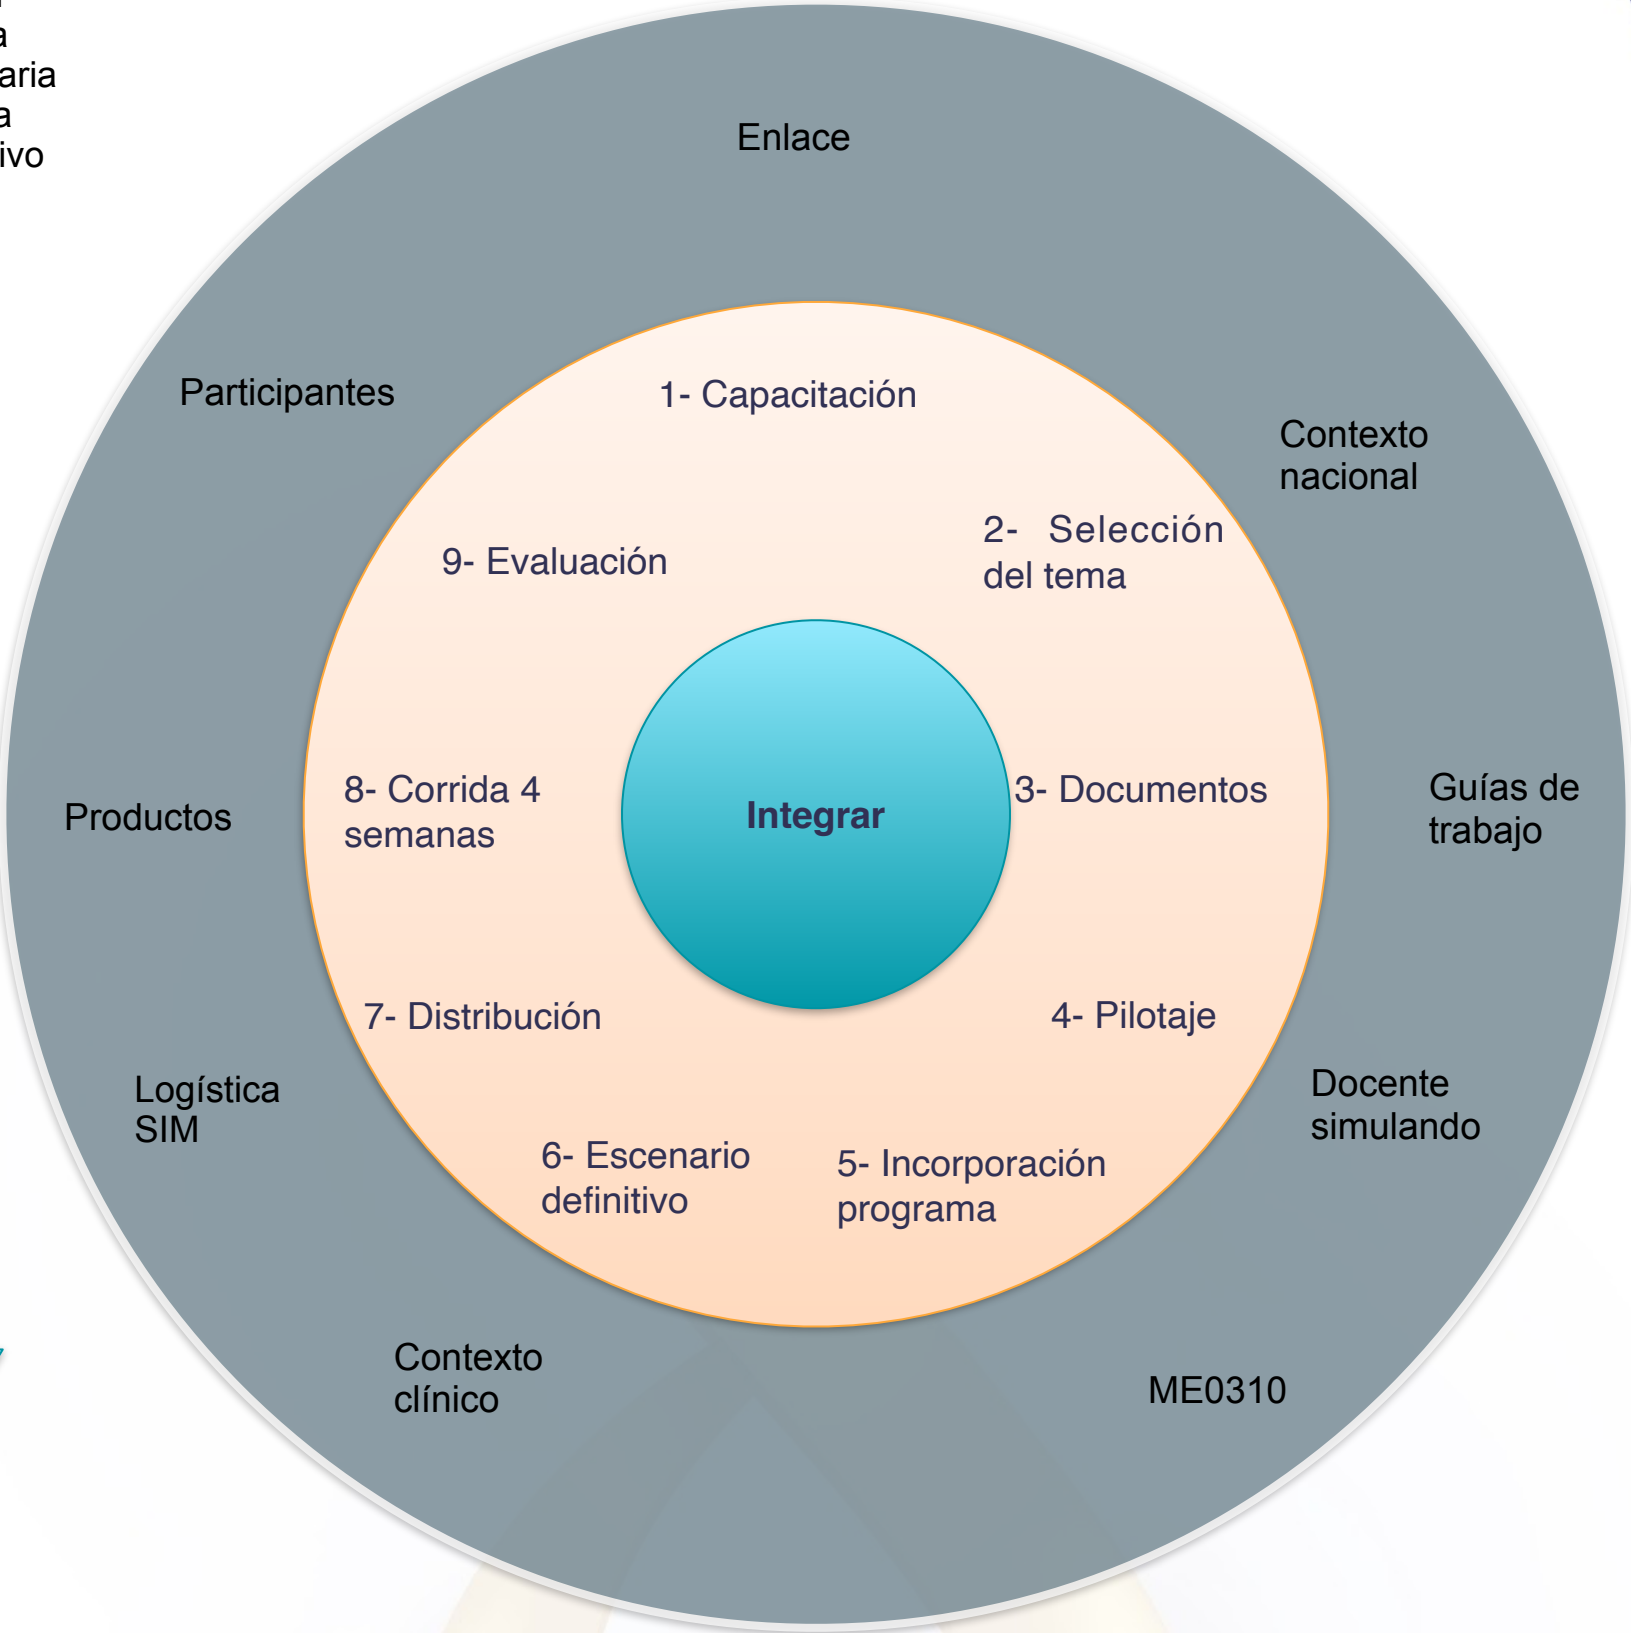 aria
ivo
Enlace
Participantes
1- Capacitación
Contexto
nacional
2- Selección
del tema
9- Evaluación
8- Corrida 4
semanas
Productos
Integrar
3- Documentos
Guías de
trabajo
7- Distribución
4- Pilotaje
Logística
SIM
Docente
simulando
6- Escenario
definitivo
5- Incorporación
programa
Contexto
clínico
ME0310